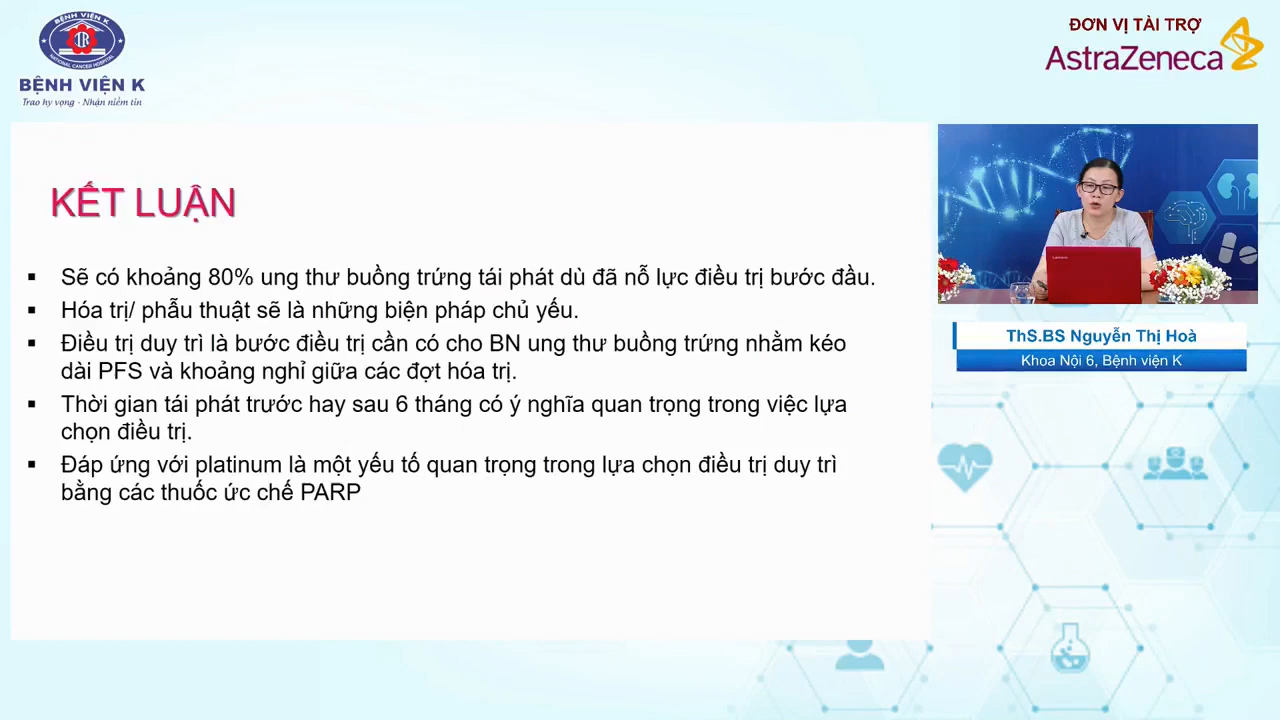 BỆNH VIỆN K
NATIONAL CANCER HOSPITAL
BỆNH VIỆN K
Trao hy vọng - Nhận niềm tin
ĐƠN VỊ TÀI TRỢ
AstraZeneca
KẾT LUẬN
▪ Sẽ có khoảng 80% ung thư buồng trứng tái phát dù đã nỗ lực điều trị bước đầu.
▪ Hóa trị/ phẫu thuật sẽ là những biện pháp chủ yếu.
▪ Điều trị duy trì là bước điều trị cần có cho BN ung thư buồng trứng nhằm kéo
dài PFS và khoảng nghỉ giữa các đợt hóa trị.
▪ Thời gian tái phát trước hay sau 6 tháng có ý nghĩa quan trọng trong việc lựa
chọn điều trị.
▪ Đáp ứng với platinum là một yếu tố quan trọng trong lựa chọn điều trị duy trì
bằng các thuốc ức chế PARP
ThS.BS Nguyễn Thị Hoà
Khoa Nội 6, Bệnh viện K